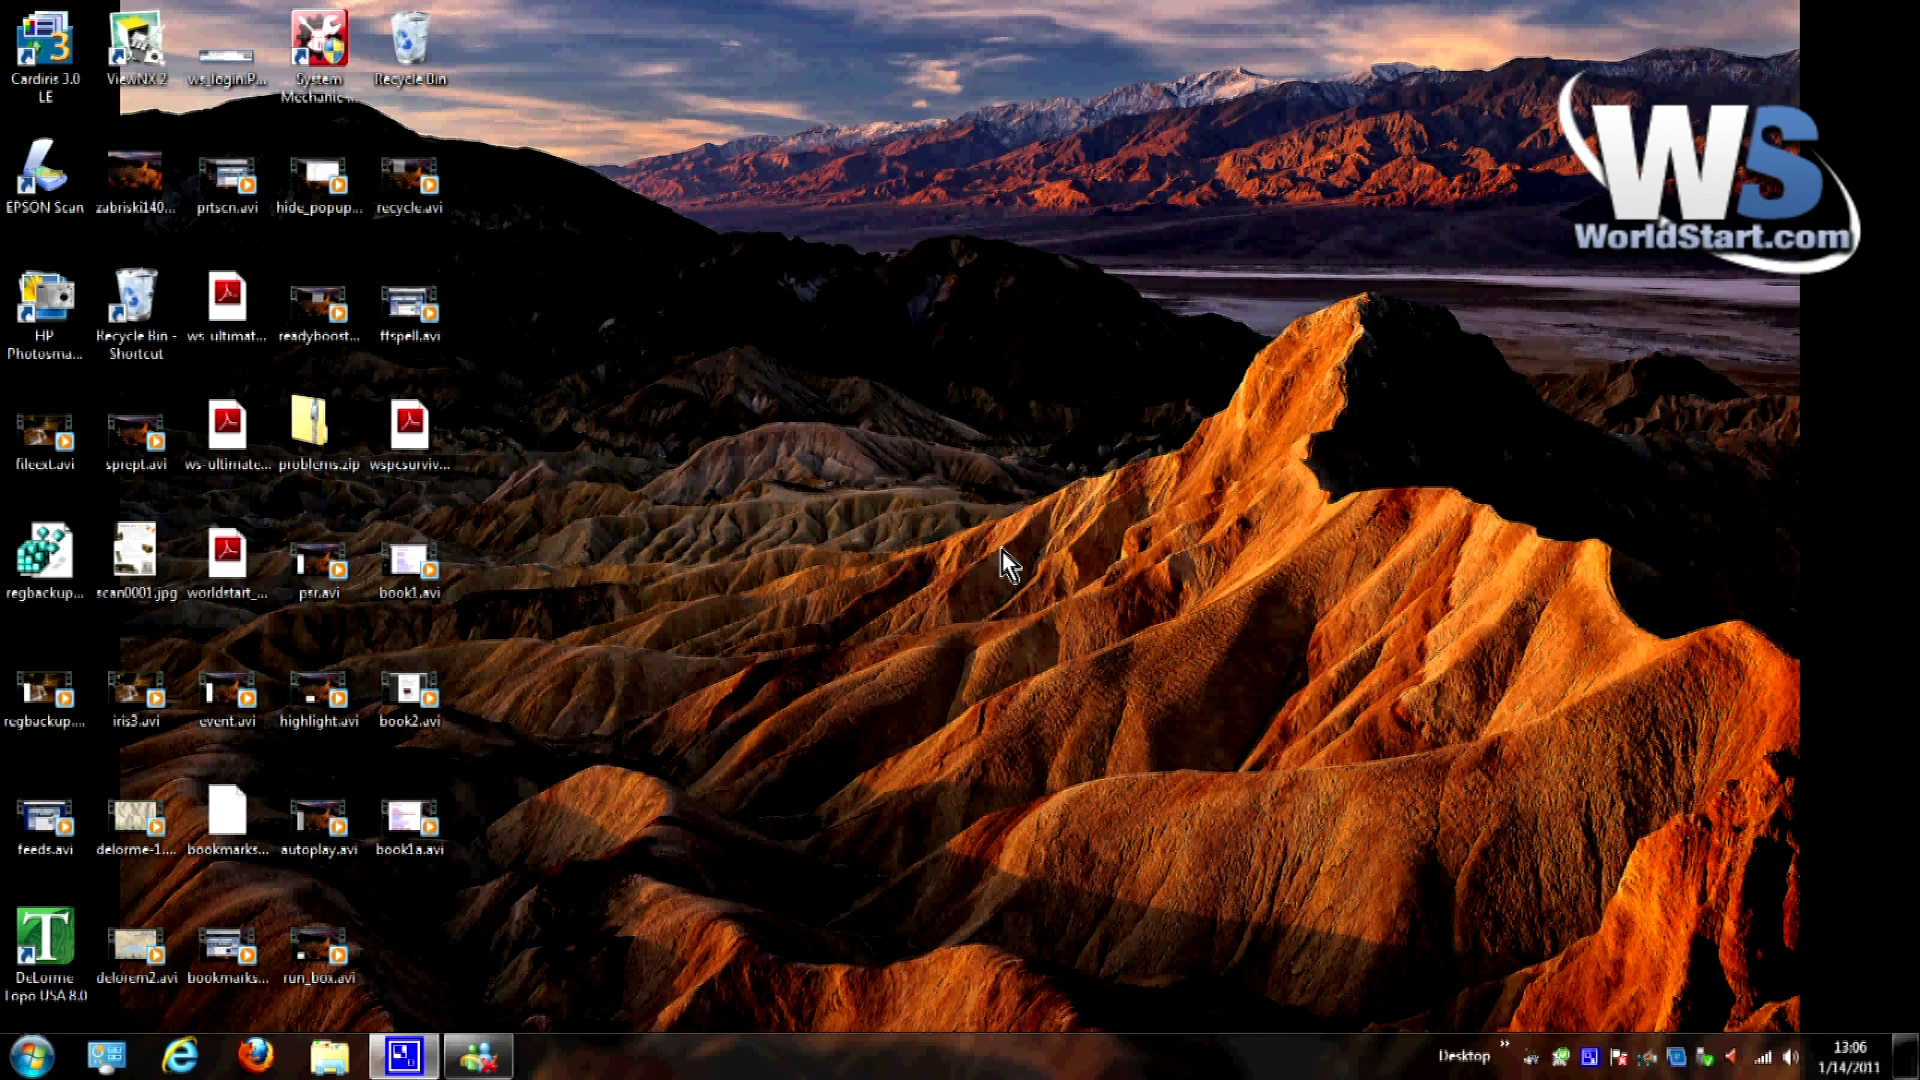 Cardiris 3.0
LE
ViewNX 2
ws_login.P...
System
Mechanic ...
Recycle Bin
EPSON Scan
zabriski140...
prtscn.avi
hide_popup...
recycle.avi
HP
Photosma...
Recycle Bin -
Shortcut
ws_ultimat...
readyboost...
ffspell.avi
fileext.avi
sprept.avi
ws-ultimate...
problems.zip
wspcsurviv...
regbackup...
scan0001.jpg
worldstart_...
psr.avi
book1.avi
regbackup....
iris3.avi
event.avi
highlight.avi
book2.avi
feeds.avi
delorme-1....
bookmarks...
autoplay.avi
book1a.avi
DeLorme
Topo USA 8.0
delorem2.avi
bookmarks...
run_box.avi
WS
WorldStart.com
Desktop
13:06
1/14/2011